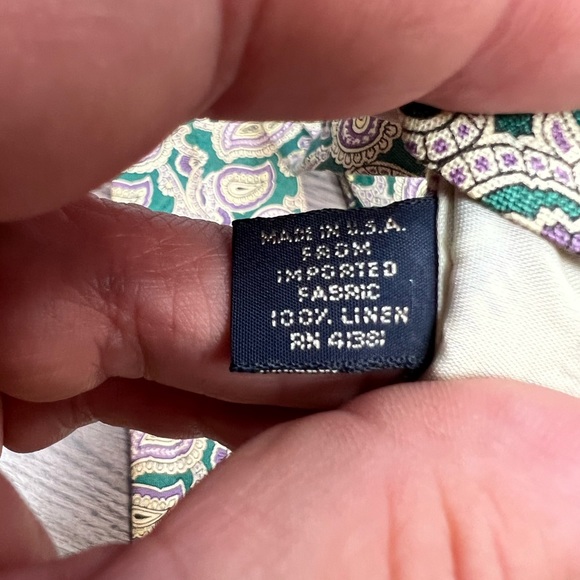 MADE IN U.S.A.
FROM
IMPORTED
FABRIC
100% LINEN
RN 41381